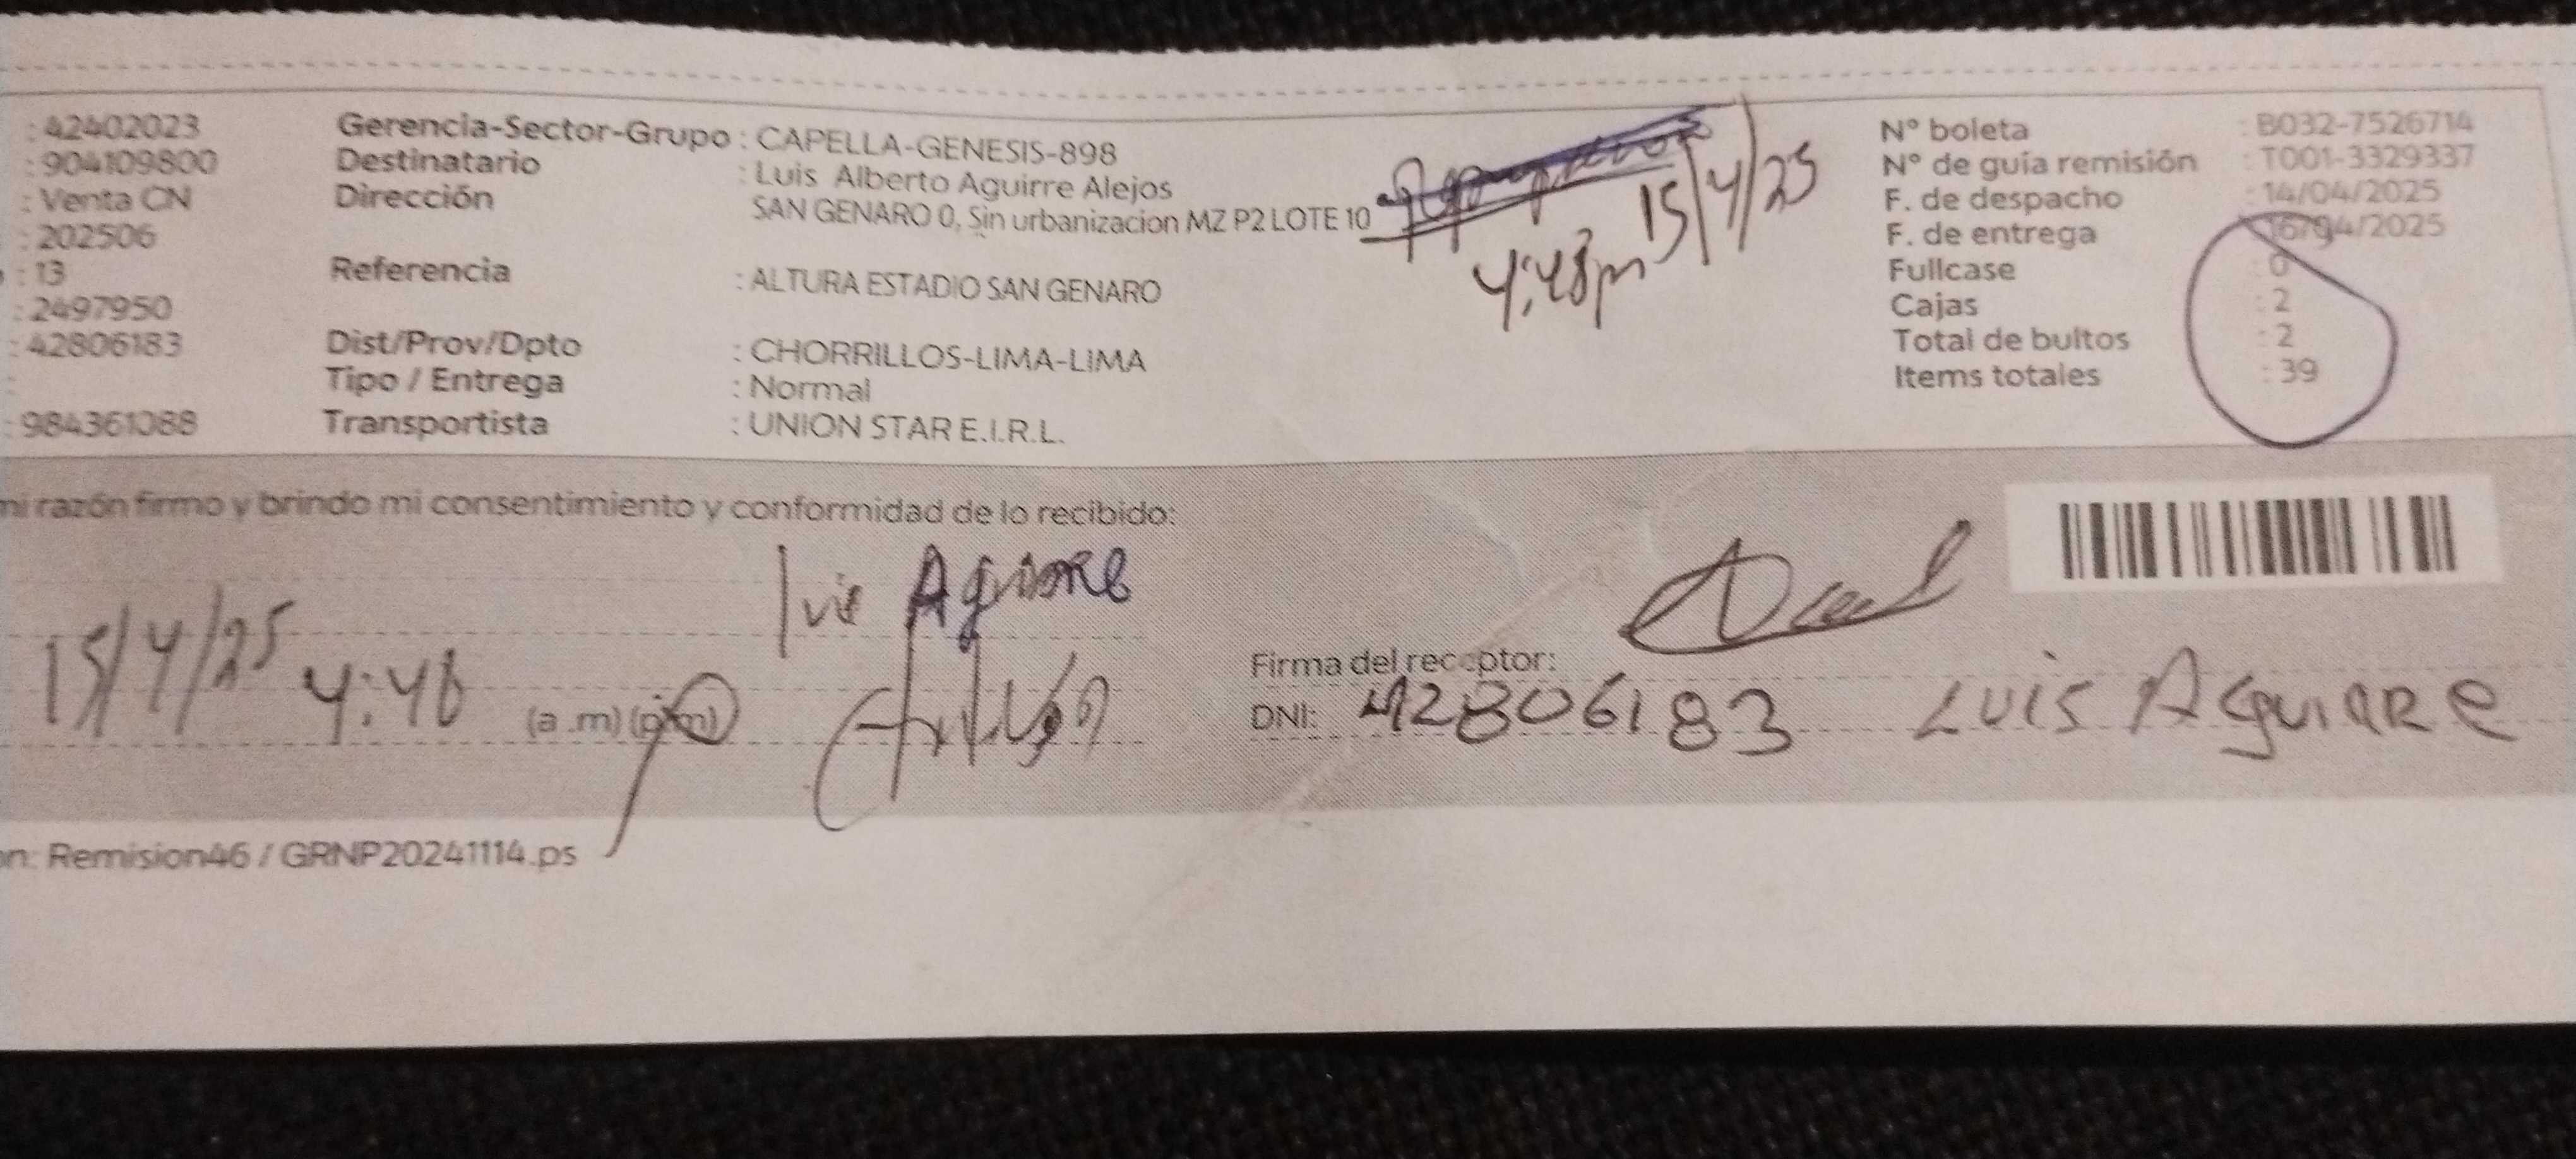 : 42402023 Gerencia-Sector-Grupo : CAPELLA-GENESIS-898 N° boleta : B032-7526714
: 904109800 Destinatario : Luis Alberto Aguirre Alejos N° de guía remisión : T001-3329337
: Venta CN Dirección SAN GENARO 0, Sin urbanizacion MZ P2 LOTE 10 15/4/25 F. de despacho : 14/04/2025
: 202506 F. de entrega 16/04/2025
: 13 Referencia : ALTURA ESTADIO SAN GENARO 4:48pm Fullcase : 0
: 2497950 Cajas : 2
: 42806183 Dist/Prov/Dpto : CHORRILLOS-LIMA-LIMA Total de bultos : 2
: Tipo / Entrega : Normal Items totales : 39
: 984361088 Transportista : UNION STAR E.I.R.L.
mi razón firmo y brindo mi consentimiento y conformidad de lo recibido:
luis Aguirre
15/4/25 4:48 (a .m) (p.m)
Firma del receptor:
DNI: 42806183 LUIS AguiRRe
on: Remision46 / GRNP20241114.ps